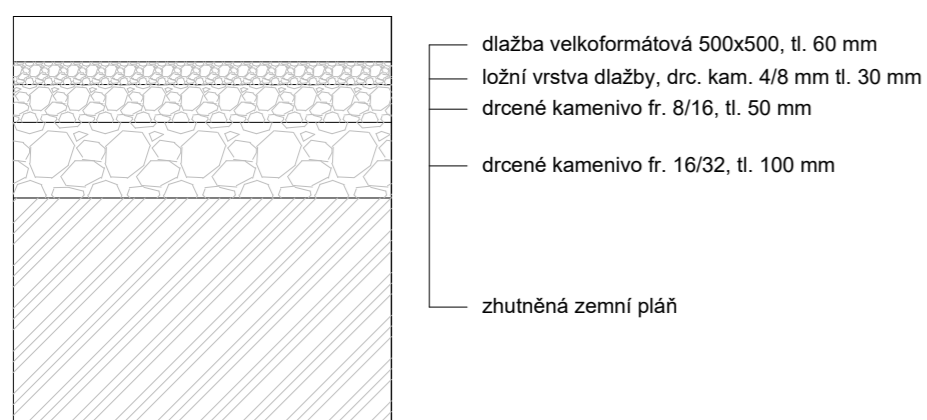 dlažba velkoformátová 500x500, tl. 60 mm
ložní vrstva dlažby, drc. kam. 4/8 mm tl. 30 mm
drcené kamenivo fr. 8/16, tl. 50 mm
drcené kamenivo fr. 16/32, tl. 100 mm
zhutněná zemní pláň